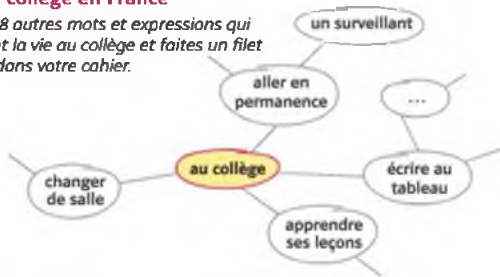 collège en France
8 autres mots et expressions qui
la vie au collège et faites un filet
dans votre cahier.
un surveillant
aller en
permanence
...
au collège
écrire au
tableau
changer
de salle
apprendre
ses leçons